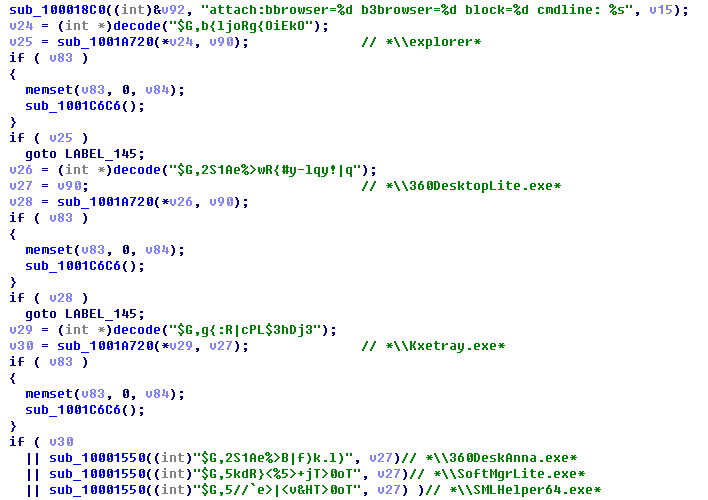 sub_100018C0((int)&v92, "attach:bbrowser=%d b3browser=%d block=%d cmdline: %s", v15);
v24 = (int *)decode("$G,b{ljoRg{OiEkO");
v25 = sub_1001A720(*v24, v90); // *\\explorer*
if ( v83 )
{
memset(v83, 0, v84);
sub_1001C6C6();
}
if ( v25 )
goto LABEL_145;
v26 = (int *)decode("$G,2S1Ae%>wR{#y-lqy!|q");
v27 = v90; // *\\360DesktopLite.exe*
v28 = sub_1001A720(*v26, v90);
if ( v83 )
{
memset(v83, 0, v84);
sub_1001C6C6();
}
if ( v28 )
goto LABEL_145;
v29 = (int *)decode("$G,g{:R|cPL$3hDj3");
v30 = sub_1001A720(*v29, v27); // *\\Kxetray.exe*
if ( v83 )
{
memset(v83, 0, v84);
sub_1001C6C6();
}
if ( v30
|| sub_10001550((int)"$G,2S1Ae%>B|f)k.l)", v27)// *\\360DeskAnna.exe*
|| sub_10001550((int)"$G,5kdR}<%5>+jT>0oT", v27)// *\\SoftMgrLite.exe*
|| sub_10001550((int)"$G,5//`e>|<v&HT>0oT", v27) )// *\\SMLHelper64.exe*